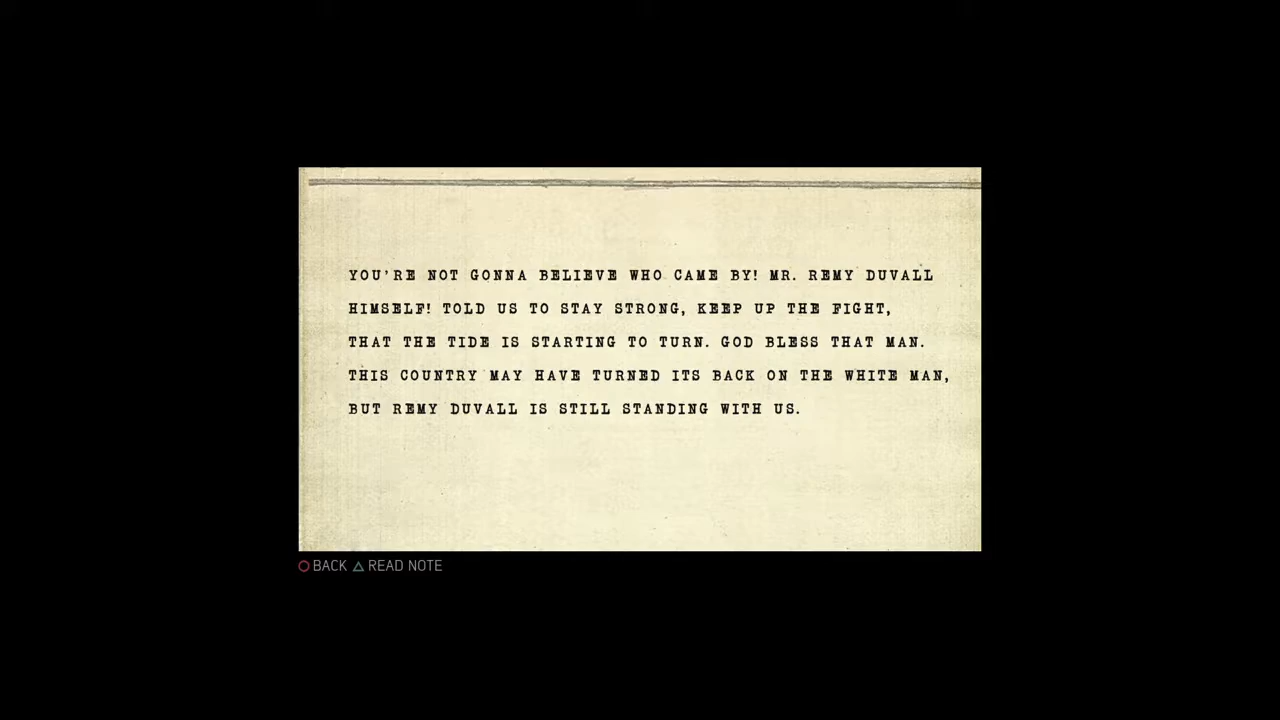 YOU'RE NOT GONNA BELIEVE WHO CAME BY! MR. REMY DUVALL
HIMSELF! TOLD US TO STAY STRONG, KEEP UP THE FIGHT,
THAT THE TIDE IS STARTING TO TURN. GOD BLESS THAT MAN.
THIS COUNTRY MAY HAVE TURNED ITS BACK ON THE WHITE MAN,
BUT REMY DUVALL IS STILL STANDING WITH US.
BACK READ NOTE